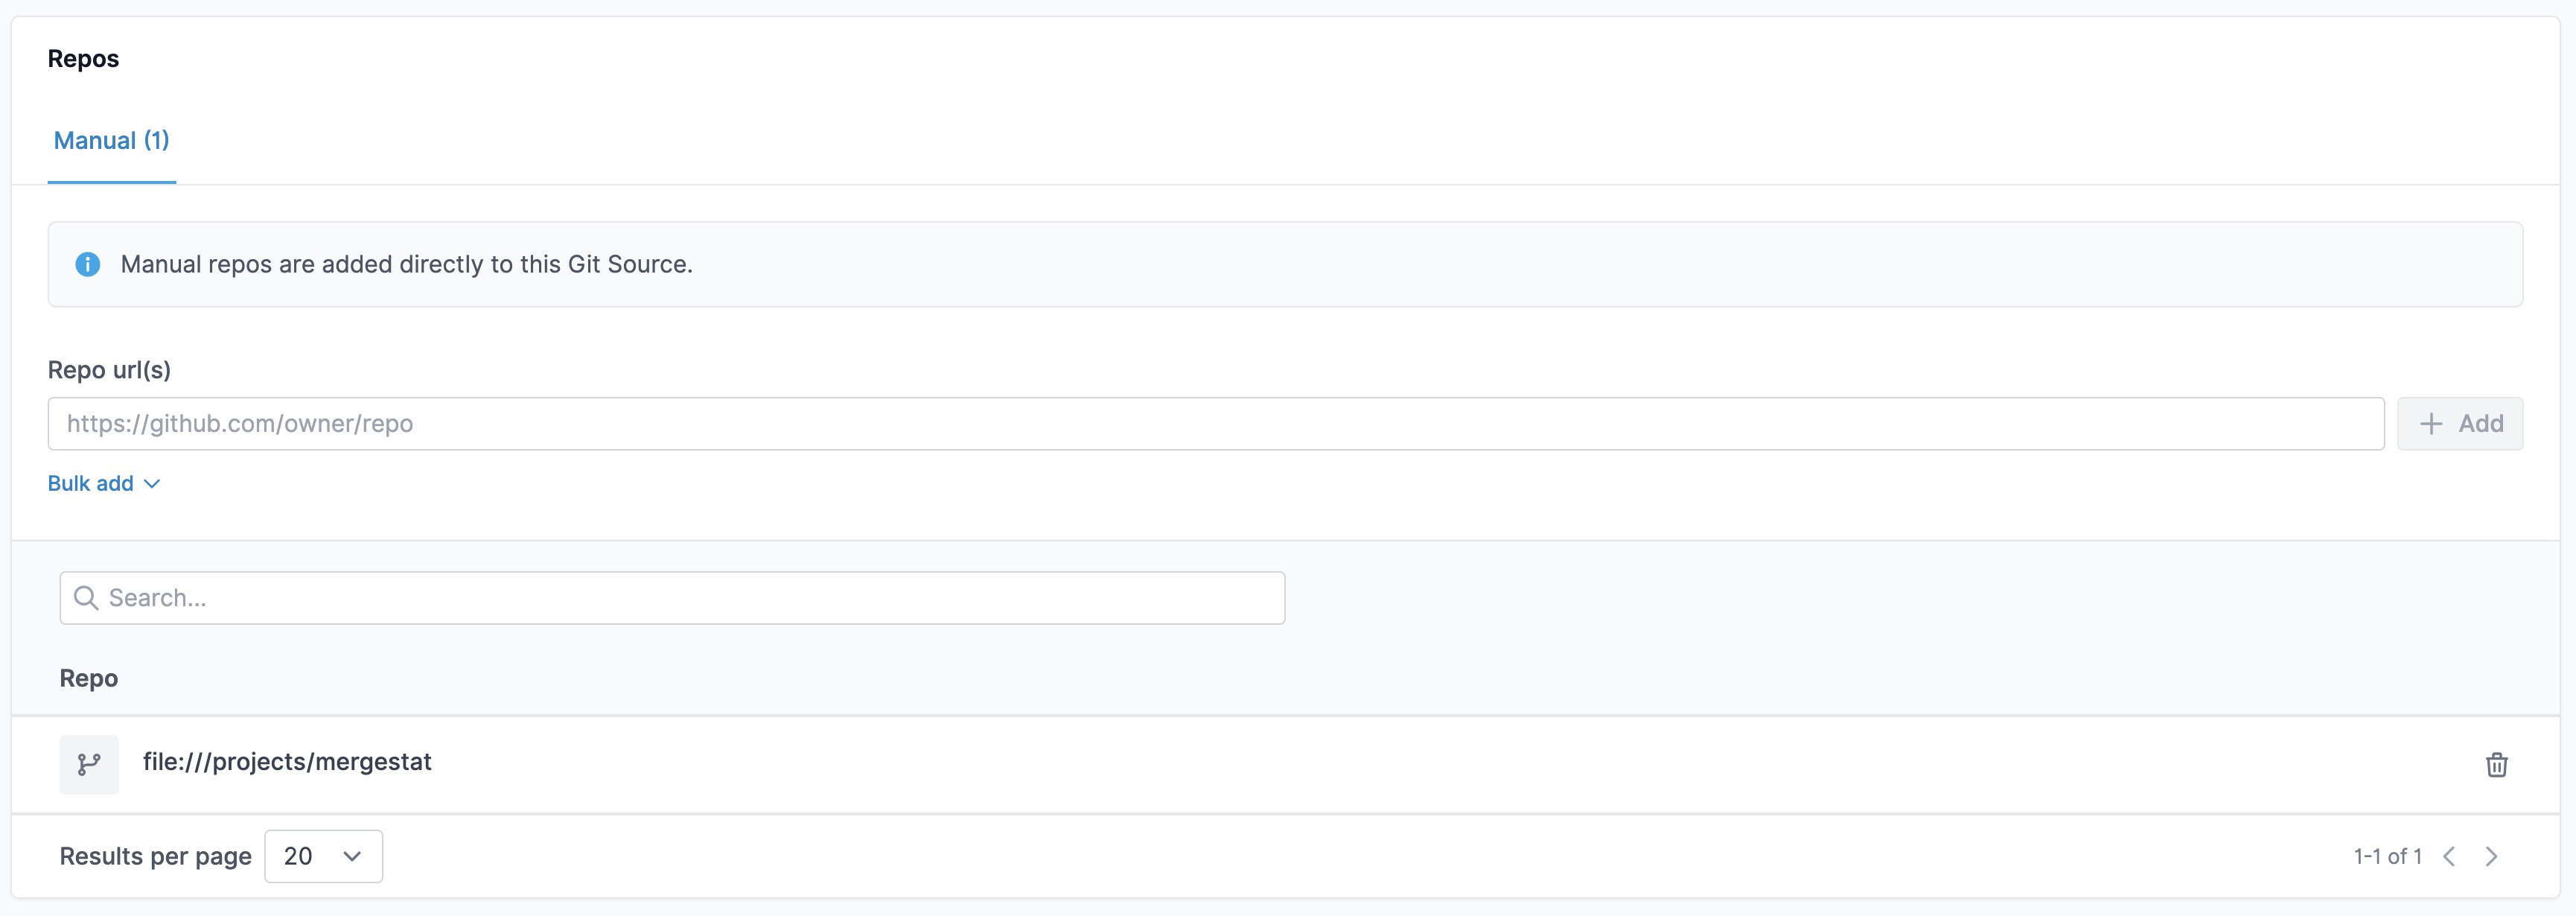 Repos
Manual (1)
Manual repos are added directly to this Git Source.
Repo url(s)
https://github.com/owner/repo
Add
Bulk add
Search...
Repo
file:///projects/mergestat
Results per page 20
1-1 of 1